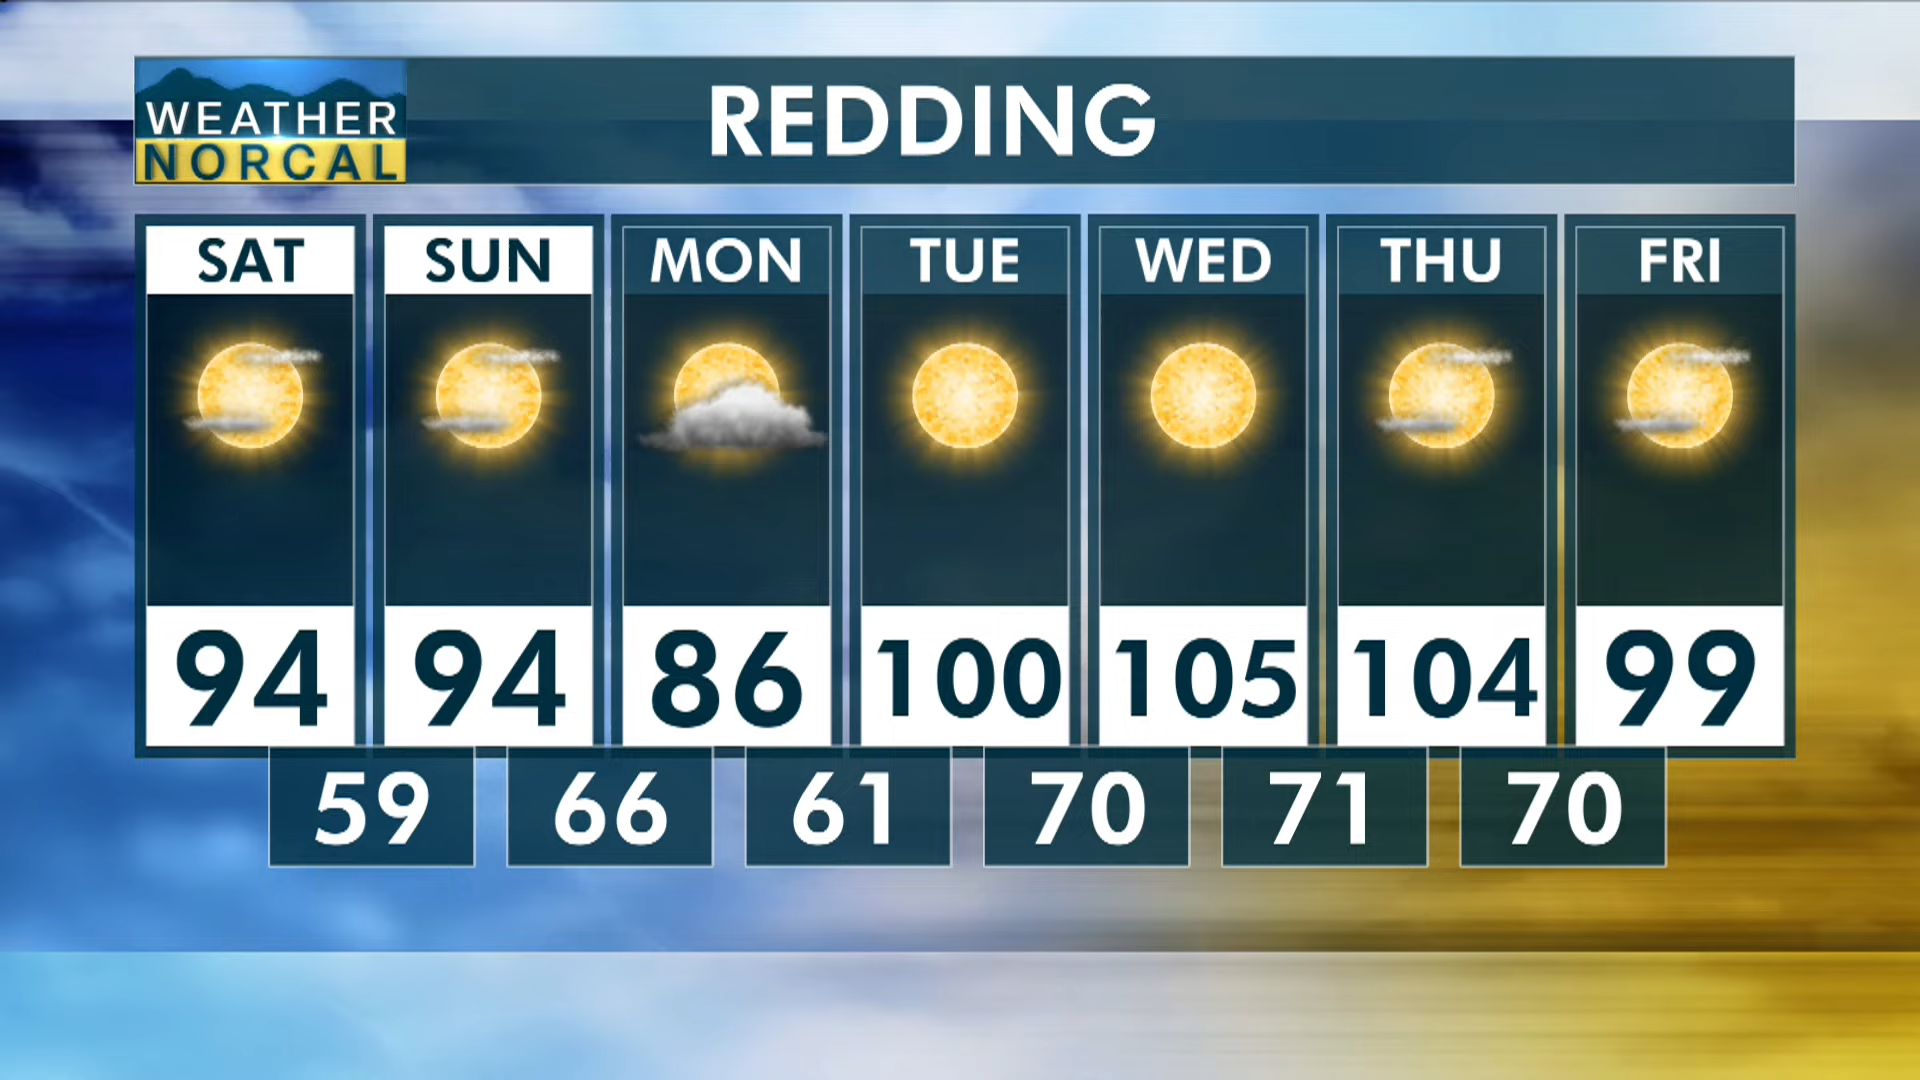 WEATHER
NORCAL
REDDING
SAT SUN MON TUE WED THU FRI
94 94 86 100 105 104 99
59 66 61 70 71 70